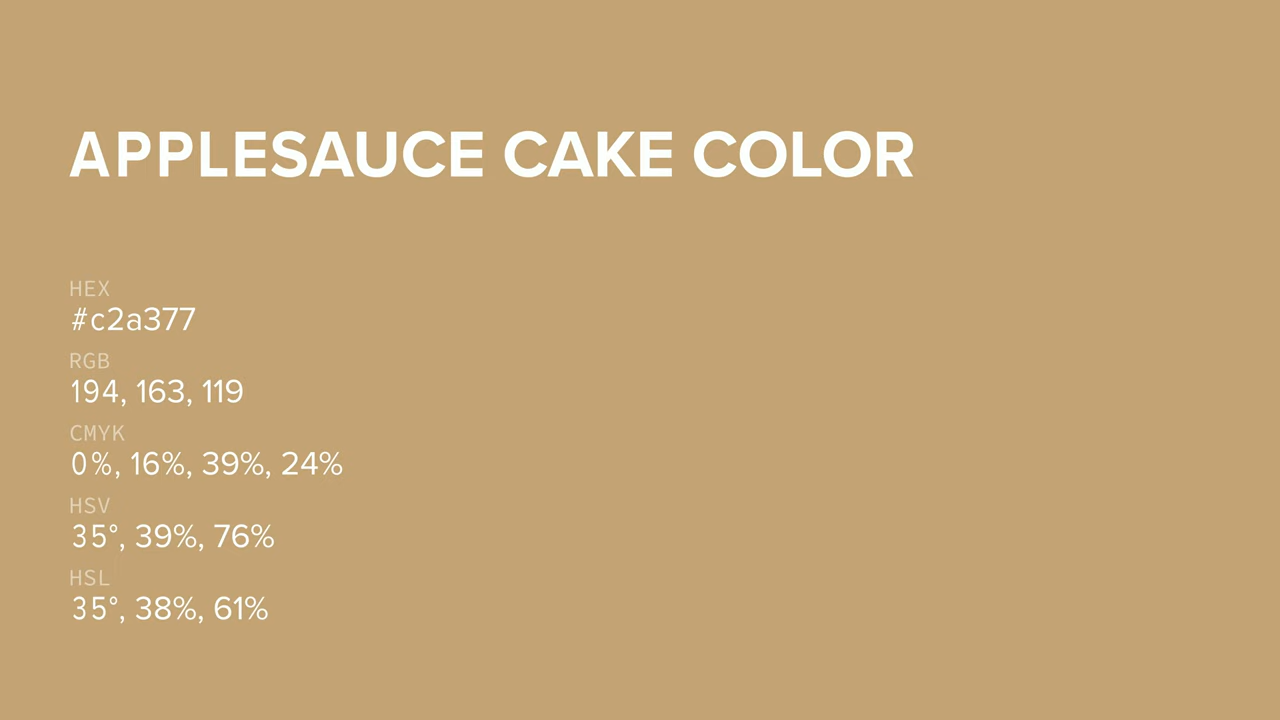 APPLESAUCE CAKE COLOR
HEX
#c2a377
RGB
194, 163, 119
CMYK
0%, 16%, 39%, 24%
HSV
35°, 39%, 76%
HSL
35°, 38%, 61%